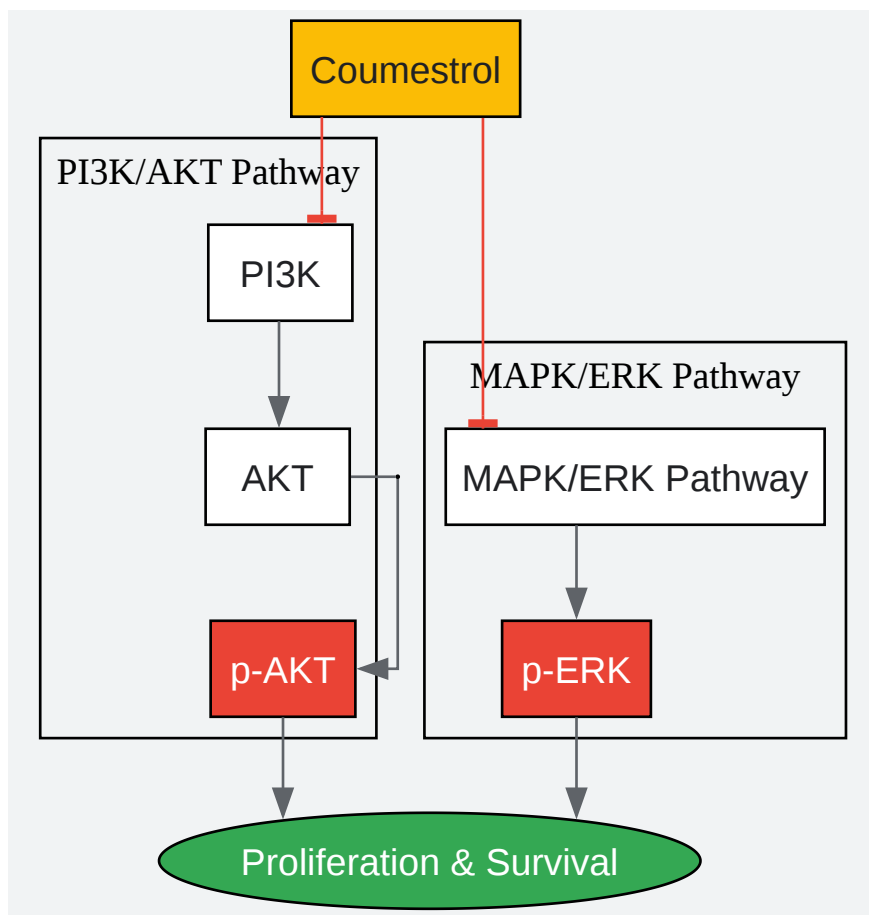 Coumestrol
PI3K/AKT Pathway
PI3K
MAPK/ERK Pathway
AKT
MAPK/ERK Pathway
p-AKT
p-ERK
Proliferation & Survival